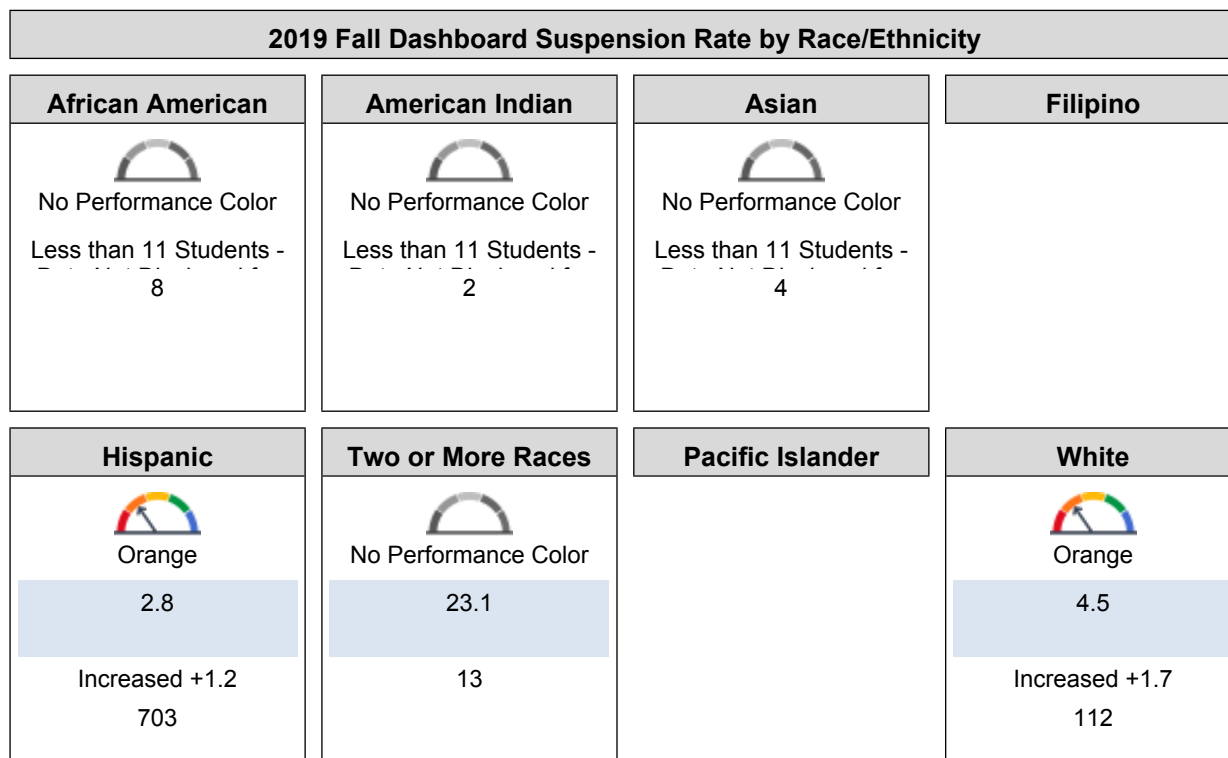 2019 Fall Dashboard Suspension Rate by Race/Ethnicity
African American
No Performance Color
Less than 11 Students -
8
American Indian
No Performance Color
Less than 11 Students -
2
Asian
No Performance Color
Less than 11 Students -
4
Filipino
Hispanic
Orange
2.8
Increased +1.2
703
Two or More Races
No Performance Color
23.1
13
Pacific Islander
White
Orange
4.5
Increased +1.7
112